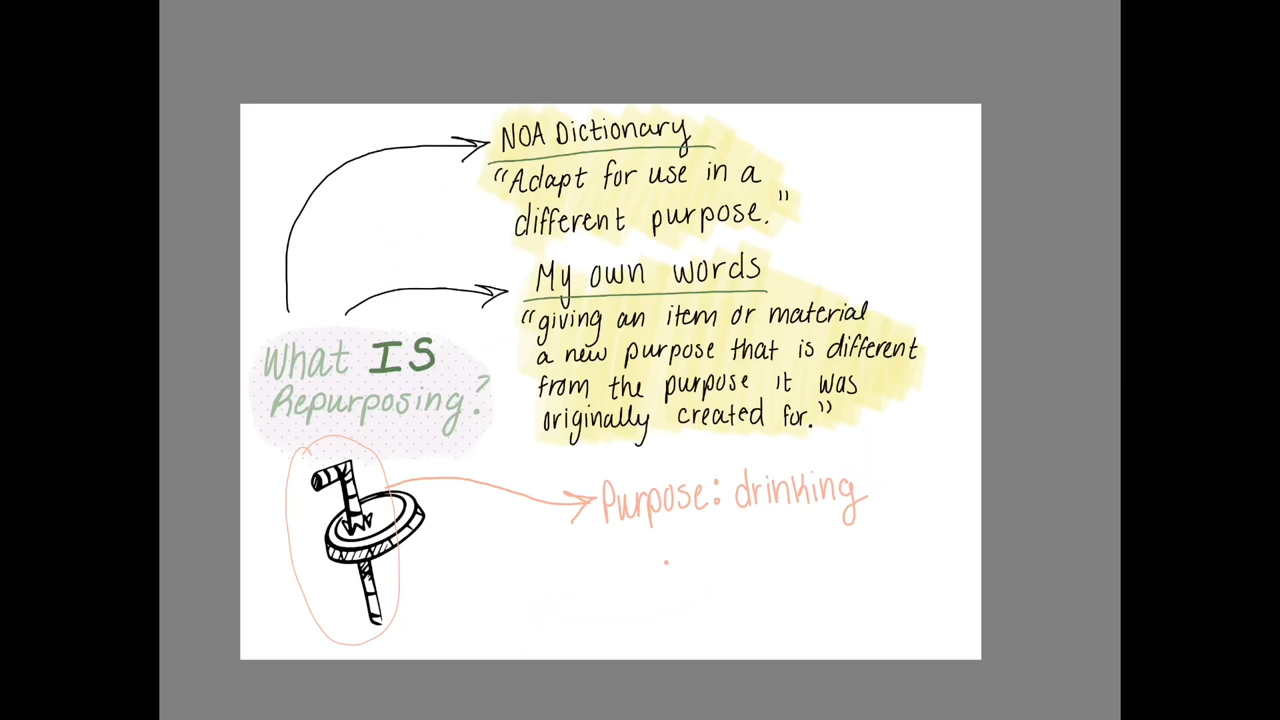 NOA Dictionary
"Adapt for use in a
different purpose."
My own words
"giving an item or material
a new purpose that is different
from the purpose it was
originally created for."
What IS
Repurposing?
Purpose: drinking